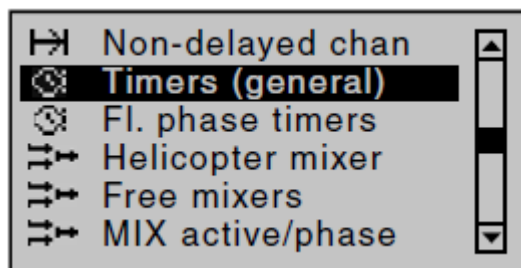 Non-delayed chan
Timers (general)
Fl. phase timers
Helicopter mixer
Free mixers
MIX active/phase